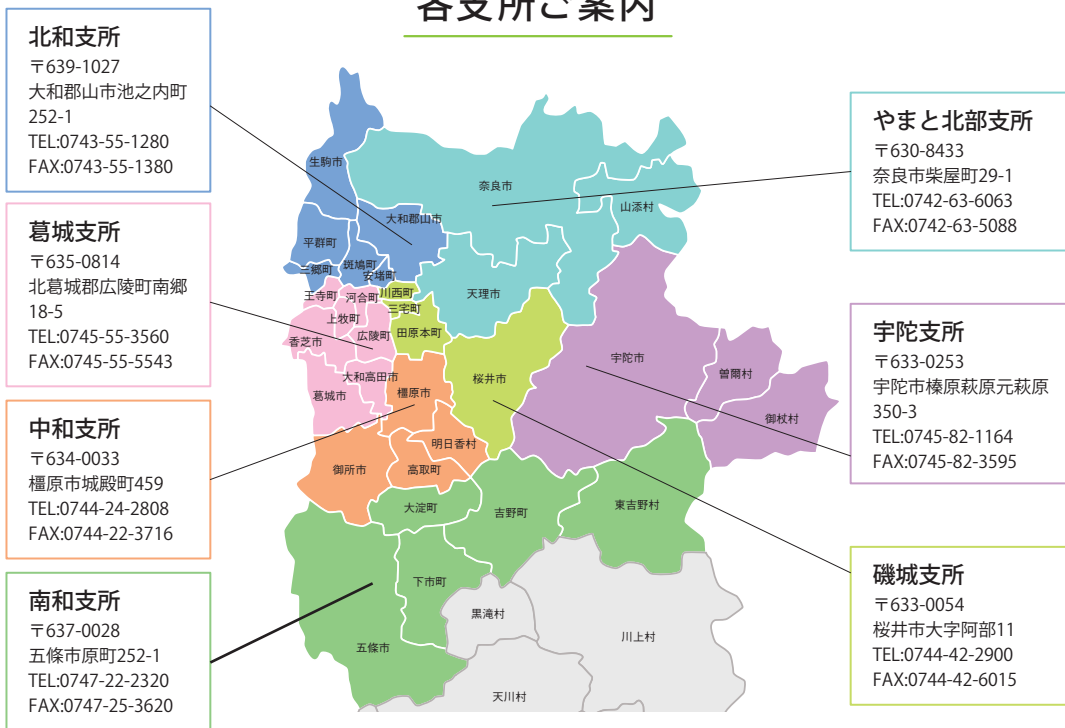 各支所ご案内
北和支所
〒639-1027
大和郡山市池之内町
252-1
TEL:0743-55-1280
FAX:0743-55-1380
葛城支所
〒635-0814
北葛城郡広陵町南郷
18-5
TEL:0745-55-3560
FAX:0745-55-5543
中和支所
〒634-0033
橿原市城殿町459
TEL:0744-24-2808
FAX:0744-22-3716
南和支所
〒637-0028
五條市原町252-1
TEL:0747-22-2320
FAX:0747-25-3620
生駒市
奈良市
山添村
大和郡山市
平群町
斑鳩町
三郷町
安堵町
王寺町
河合町
川西町
天理市
三宅町
上牧町
広陵町
田原本町
香芝市
宇陀市
曽爾村
大和高田市
桜井市
葛城市
橿原市
御杖村
明日香村
御所市
高取町
大淀町
吉野町
東吉野村
下市町
黒滝村
川上村
五條市
天川村
やまと北部支所
〒630-8433
奈良市柴屋町29-1
TEL:0742-63-6063
FAX:0742-63-5088
宇陀支所
〒633-0253
宇陀市榛原萩原元萩原
350-3
TEL:0745-82-1164
FAX:0745-82-3595
磯城支所
〒633-0054
桜井市大字阿部11
TEL:0744-42-2900
FAX:0744-42-6015